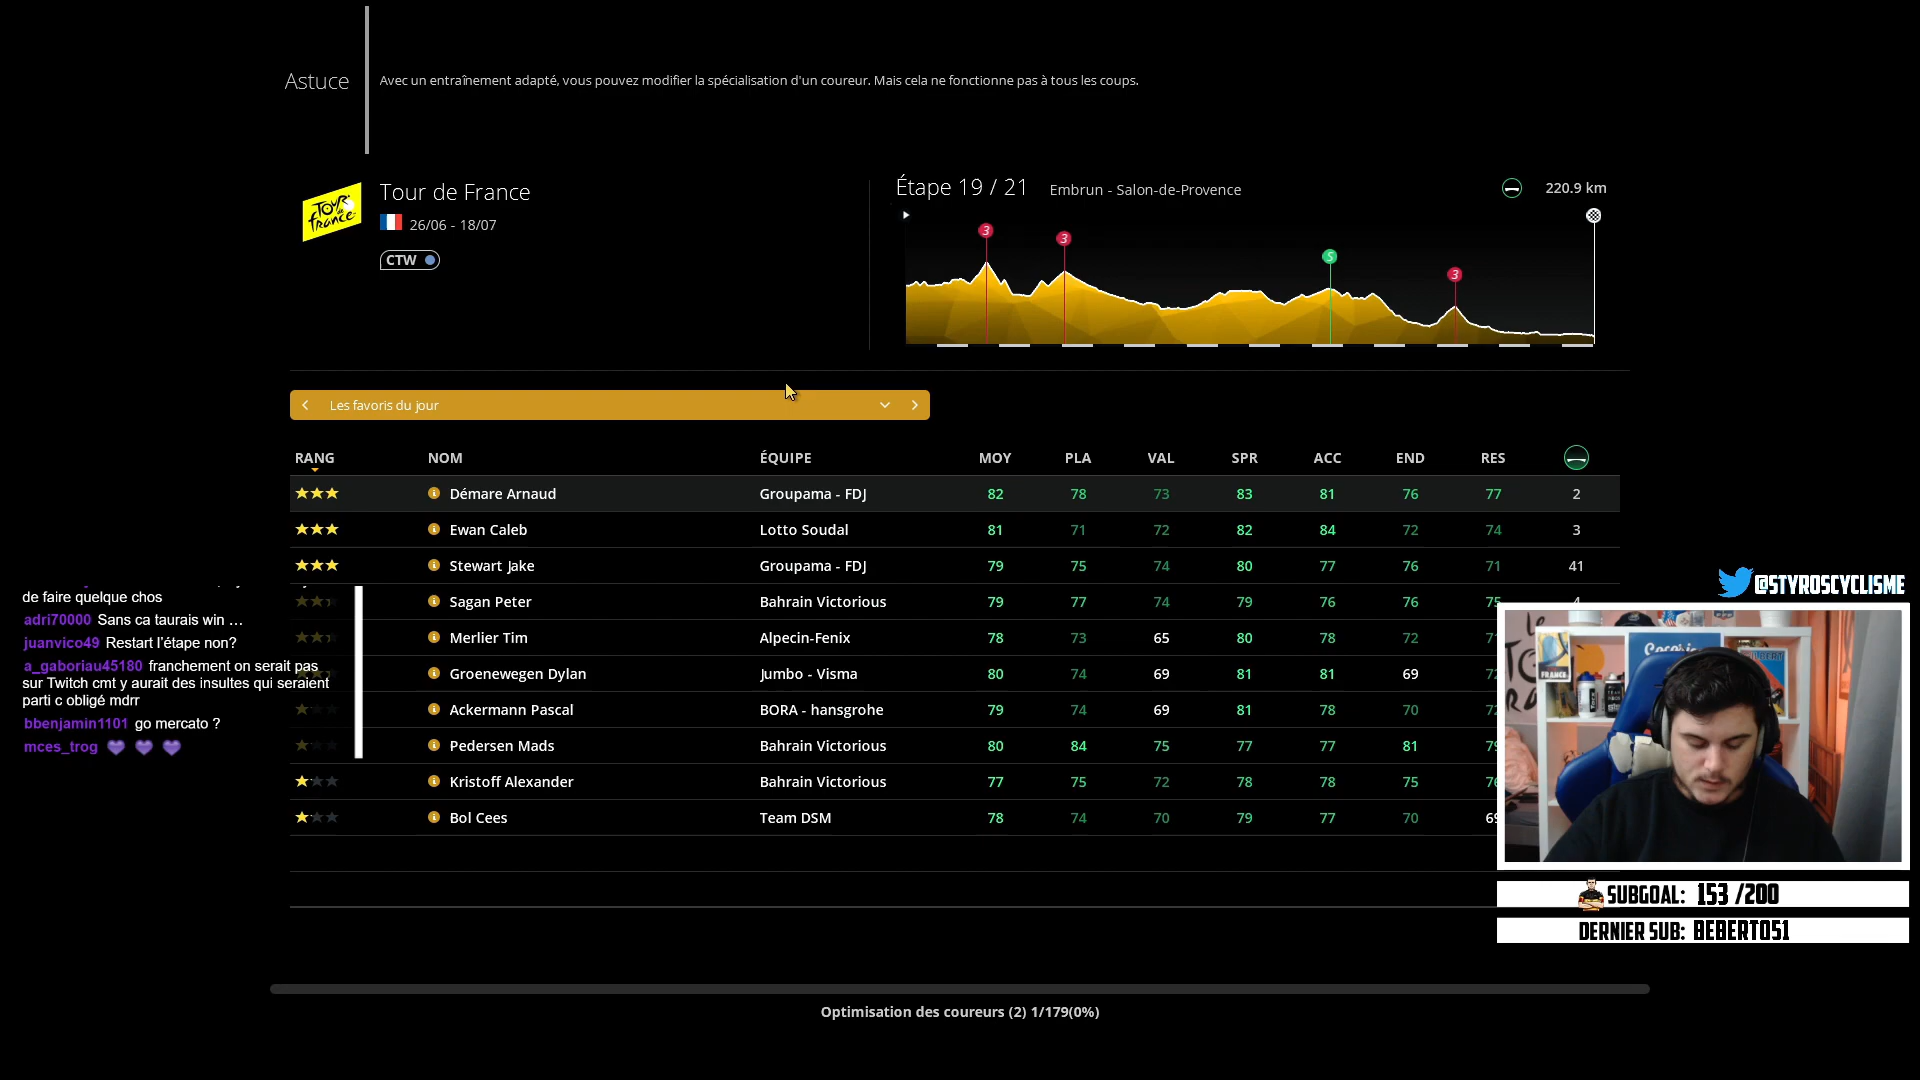 Astuce
Avec un entraînement adapté, vous pouvez modifier la spécialisation d'un coureur. Mais cela ne fonctionne pas à tous les coups.
TOUR de france
Tour de France
26/06 - 18/07
CTW
Étape 19 / 21 Embrun - Salon-de-Provence 220.9 km
3 3 S 3
Les favoris du jour
RANG NOM ÉQUIPE MOY PLA VAL SPR ACC END RES
Démare Arnaud Groupama - FDJ 82 78 73 83 81 76 77 2
Ewan Caleb Lotto Soudal 81 71 72 82 84 72 74 3
Stewart Jake Groupama - FDJ 79 75 74 80 77 76 71 41
Sagan Peter Bahrain Victorious 79 77 74 79 76 76
Merlier Tim Alpecin-Fenix 78 73 65 80 78 72
Groenewegen Dylan Jumbo - Visma 80 74 69 81 81 69
Ackermann Pascal BORA - hansgrohe 79 74 69 81 78 70
Pedersen Mads Bahrain Victorious 80 84 75 77 77 81
Kristoff Alexander Bahrain Victorious 77 75 72 78 78 75
Bol Cees Team DSM 78 74 70 79 77 70
de faire quelque chos
adri70000 Sans ca taurais win ...
juanvico49 Restart l'étape non?
a_gaboriau45180 franchement on serait pas
sur Twitch cmt y aurait des insultes qui seraient
parti c obligé mdrr
bbenjamin1101 go mercato ?
mces_trog
@STYROSCYCLISME
FRANCE
SUBGOAL: 153 /200
DERNIER SUB: BEBERTO51
Optimisation des coureurs (2) 1/179(0%)